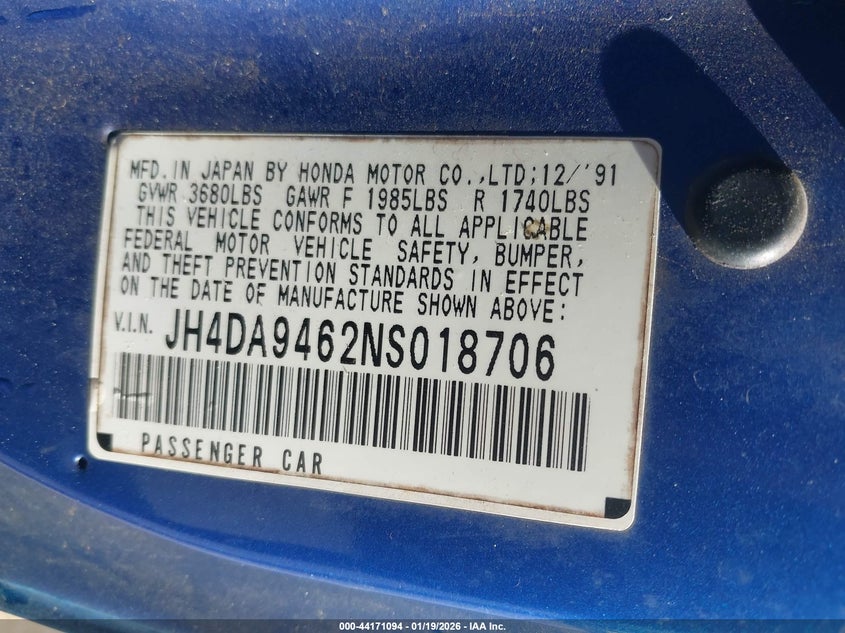 MFD.IN JAPAN BY HONDA MOTOR CO.,LTD;12/'91
GVWR 3680LBS GAWR F 1985LBS R 1740LBS
THIS VEHICLE CONFORMS TO ALL APPLICABLE
FEDERAL MOTOR VEHICLE SAFETY, BUMPER,
AND THEFT PREVENTION STANDARDS IN EFFECT
ON THE DATE OF MANUFACTURE SHOWN ABOVE:
V.I.N. JH4DA9462NS018706
PASSENGER CAR
000-44171094 - 01/19/2026 - IAA Inc.